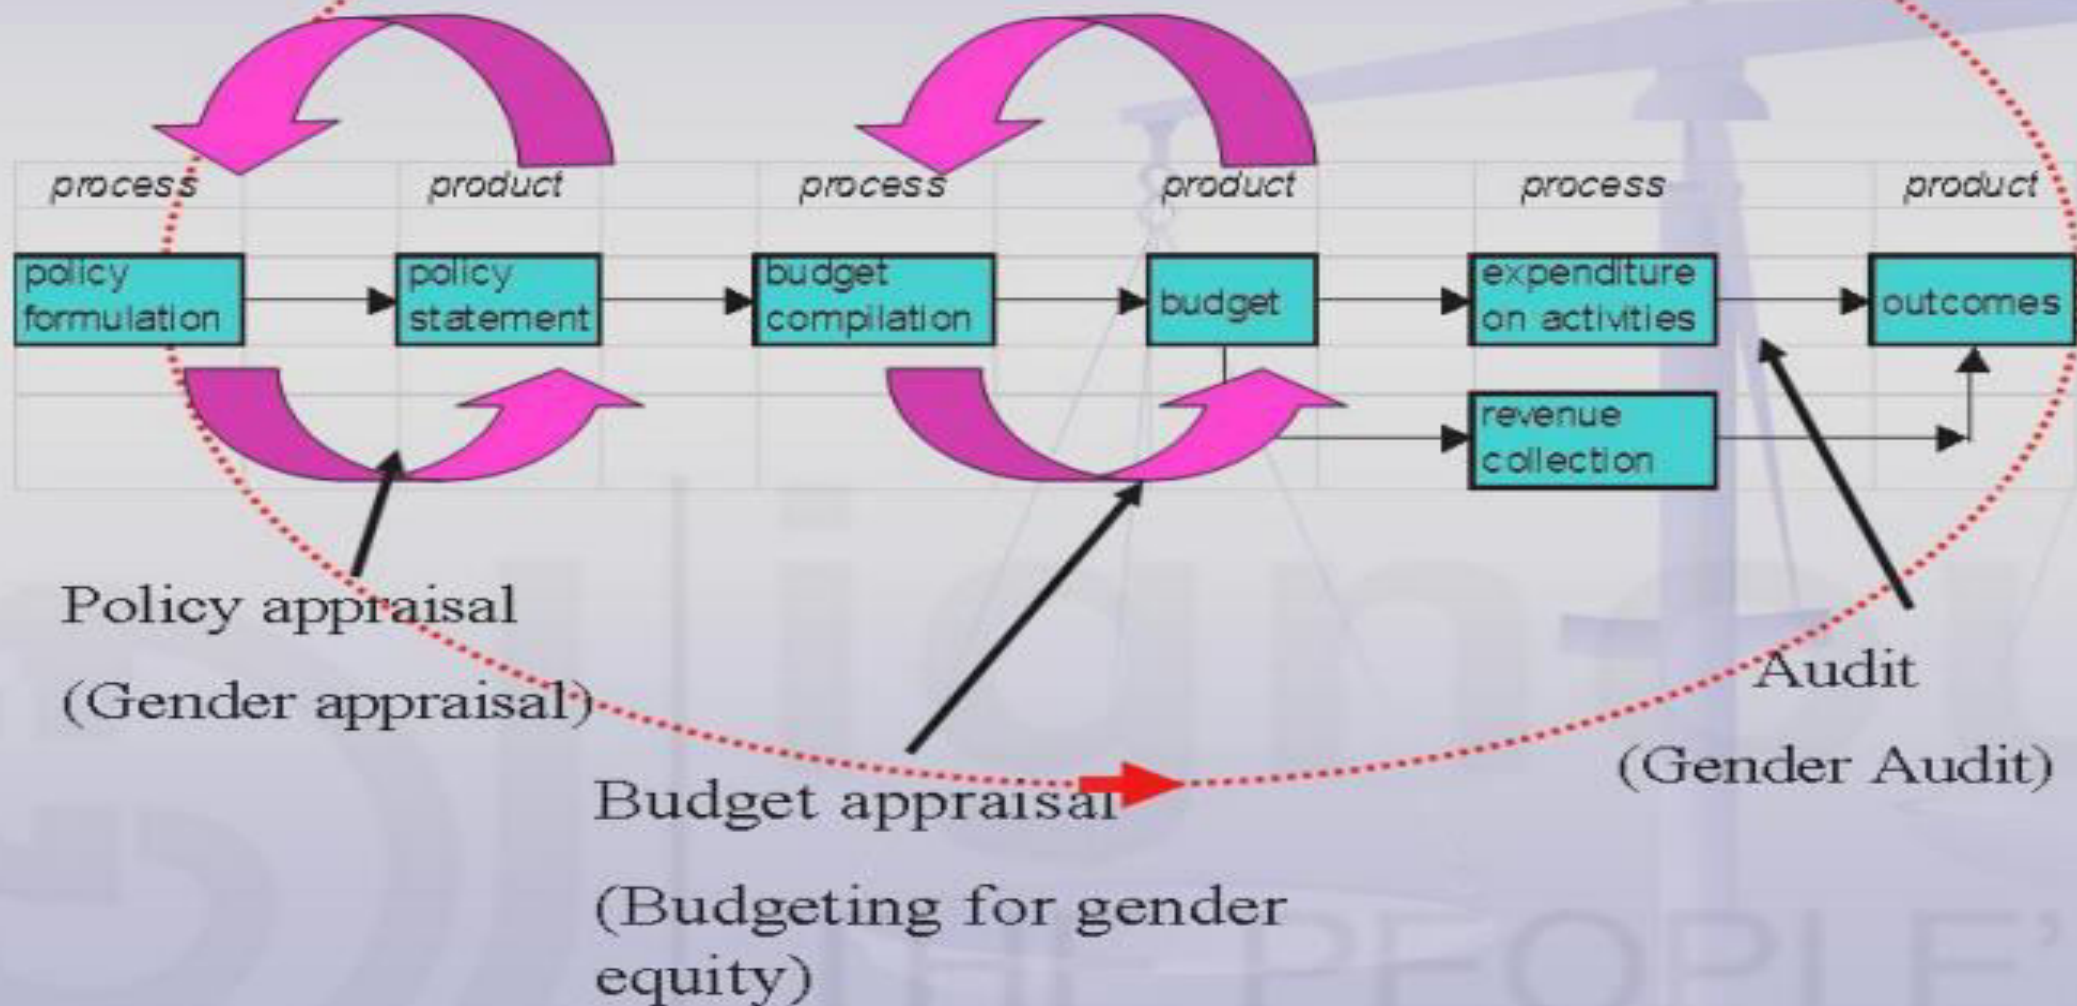 process product process product process product
policy formulation
policy statement
budget compilation
budget
expenditure on activities
outcomes
revenue collection
Policy appraisal
(Gender appraisal)
Audit
(Gender Audit)
Budget appraisal
(Budgeting for gender
equity)